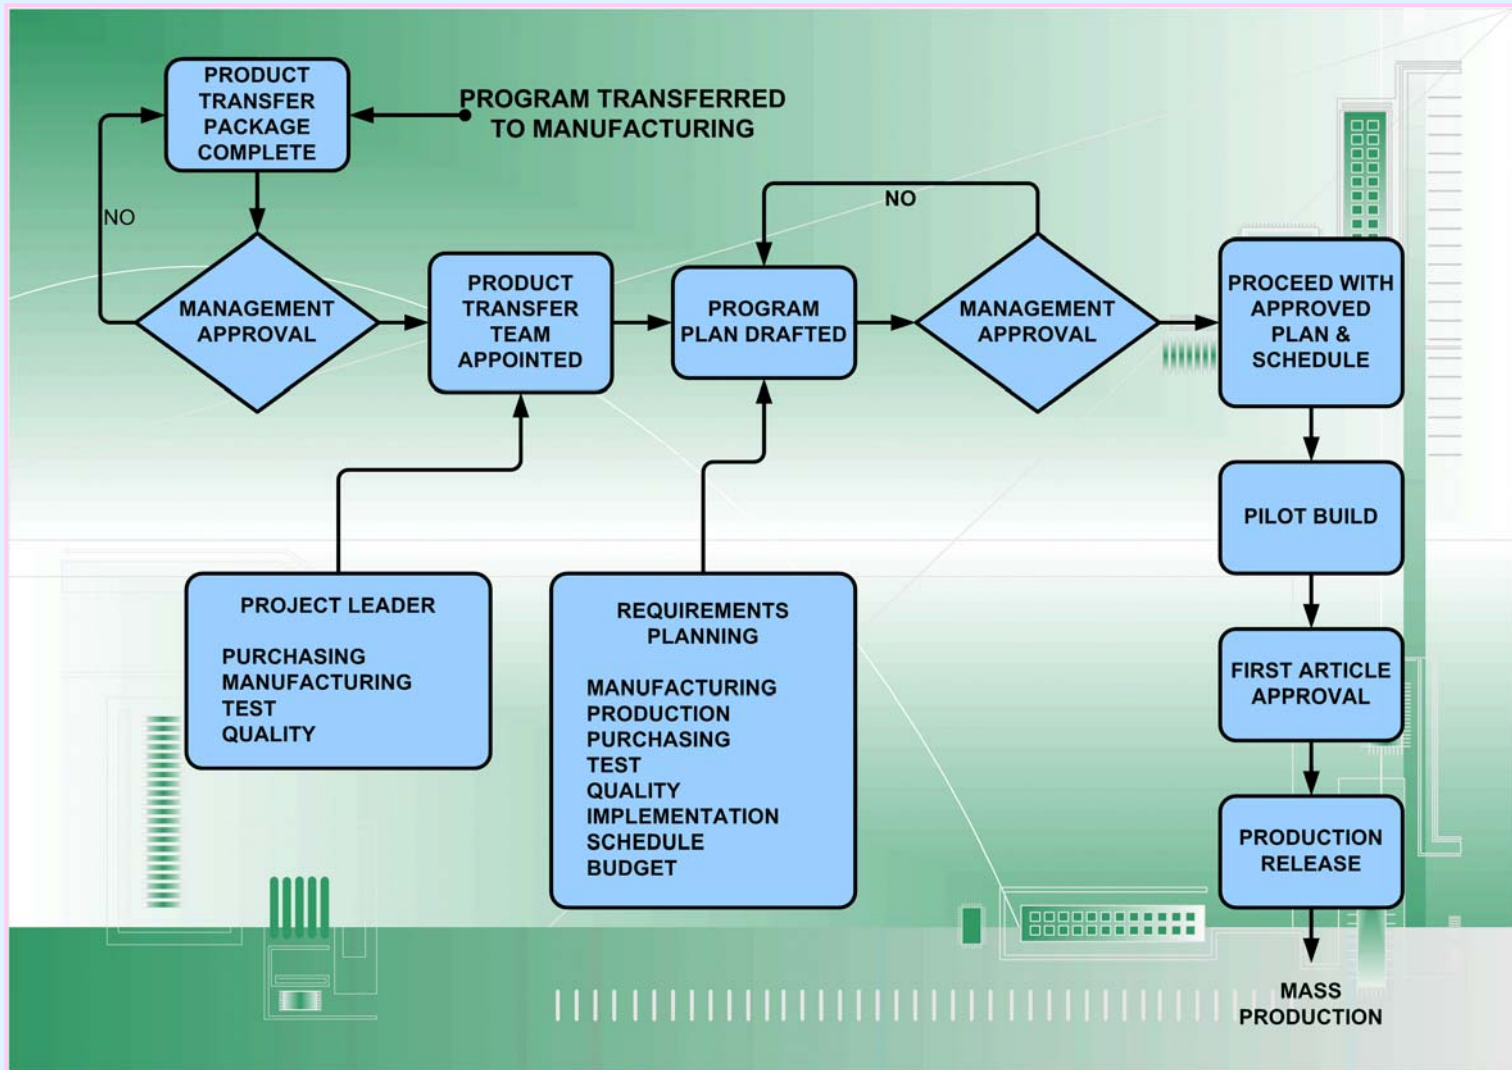 PRODUCT
TRANSFER
PACKAGE
COMPLETE
PROGRAM TRANSFERRED
TO MANUFACTURING
NO
NO
MANAGEMENT
APPROVAL
PRODUCT
TRANSFER
TEAM
APPOINTED
PROGRAM
PLAN DRAFTED
MANAGEMENT
APPROVAL
PROCEED WITH
APPROVED
PLAN &
SCHEDULE
PILOT BUILD
PROJECT LEADER
PURCHASING
MANUFACTURING
TEST
QUALITY
REQUIREMENTS
PLANNING
MANUFACTURING
PRODUCTION
PURCHASING
TEST
QUALITY
IMPLEMENTATION
SCHEDULE
BUDGET
FIRST ARTICLE
APPROVAL
PRODUCTION
RELEASE
MASS
PRODUCTION